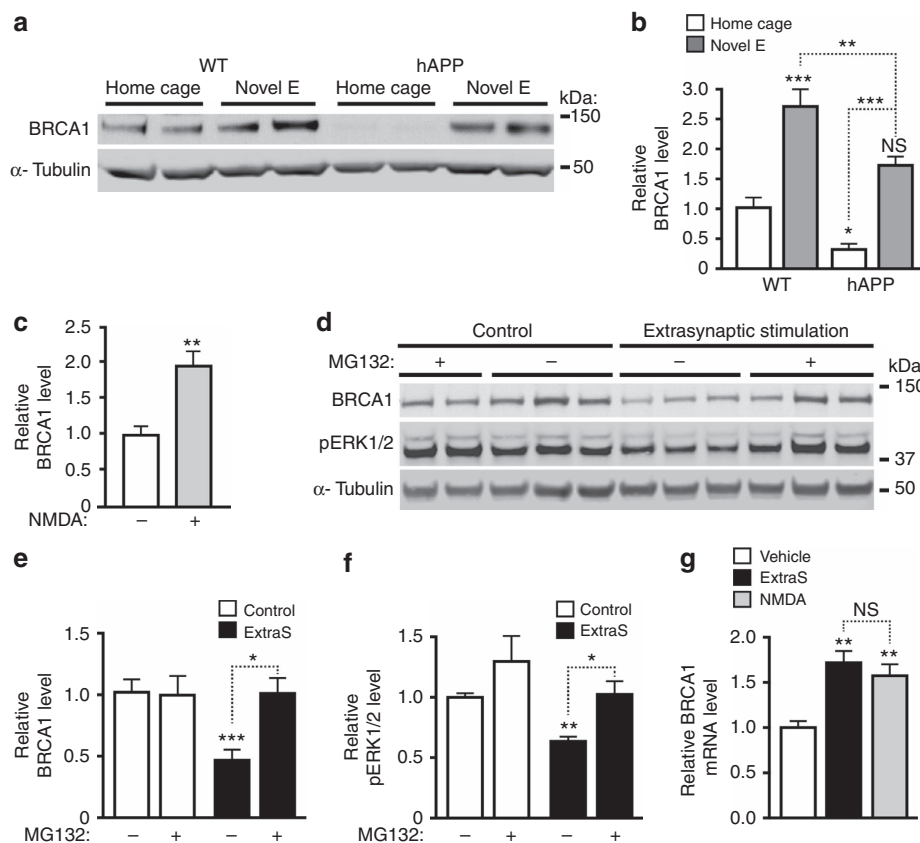 a
WT
hAPP
Home cage
Novel E
Home cage
Novel E
kDa:
BRCA1
150
α- Tubulin
50
b
Home cage
Novel E
Relative
BRCA1 level
3.0
2.5
2.0
1.5
1.0
0.5
0
***
**
***
*
NS
WT
hAPP
c
Relative
BRCA1 level
2.5
2.0
1.5
1.0
0.5
0
**
NMDA:
–
+
d
Control
Extrasynaptic stimulation
MG132:
+
–
–
+
kDa
150
BRCA1
pERK1/2
37
α- Tubulin
50
e
Control
ExtraS
Relative
BRCA1 level
1.5
1.0
0.5
0
***
*
MG132:
–
+
–
+
f
Control
ExtraS
Relative
pERK1/2 level
1.5
1.0
0.5
0
**
*
MG132:
–
+
–
+
g
Vehicle
ExtraS
NMDA
Relative BRCA1
mRNA level
2.0
1.5
1.0
0.5
0.0
**
NS
**